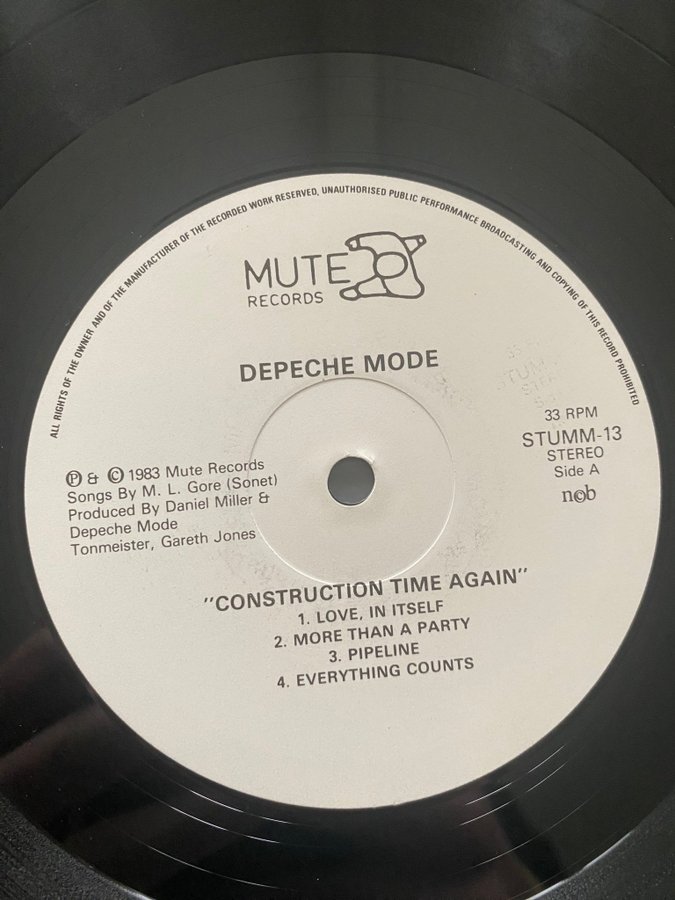 ALL RIGHTS OF THE OWNER AND OF THE MANUFACTURER OF THE RECORDED WORK RESERVED, UNAUTHORISED PUBLIC PERFORMANCE BROADCASTING AND COPYING OF THIS RECORD PROHIBITED
MUTE
RECORDS
DEPECHE MODE
33 RPM
STUMM-13
STEREO
Side A
n©b
Ⓟ & © 1983 Mute Records
Songs By M. L. Gore (Sonet)
Produced By Daniel Miller &
Depeche Mode
Tonmeister, Gareth Jones
"CONSTRUCTION TIME AGAIN"
1. LOVE, IN ITSELF
2. MORE THAN A PARTY
3. PIPELINE
4. EVERYTHING COUNTS